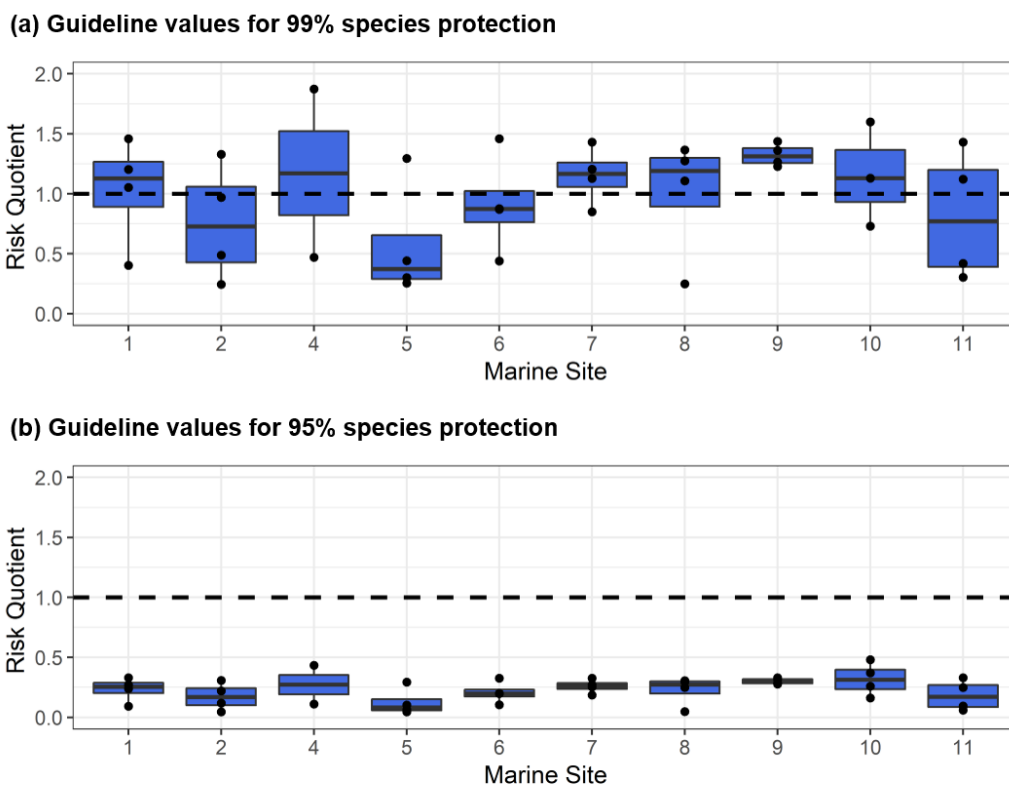 (a) Guideline values for 99% species protection
2.0
1.5
1.0
0.5
0.0
Risk Quotient
1 2 4 5 6 7 8 9 10 11
Marine Site
(b) Guideline values for 95% species protection
2.0
1.5
1.0
0.5
0.0
Risk Quotient
1 2 4 5 6 7 8 9 10 11
Marine Site